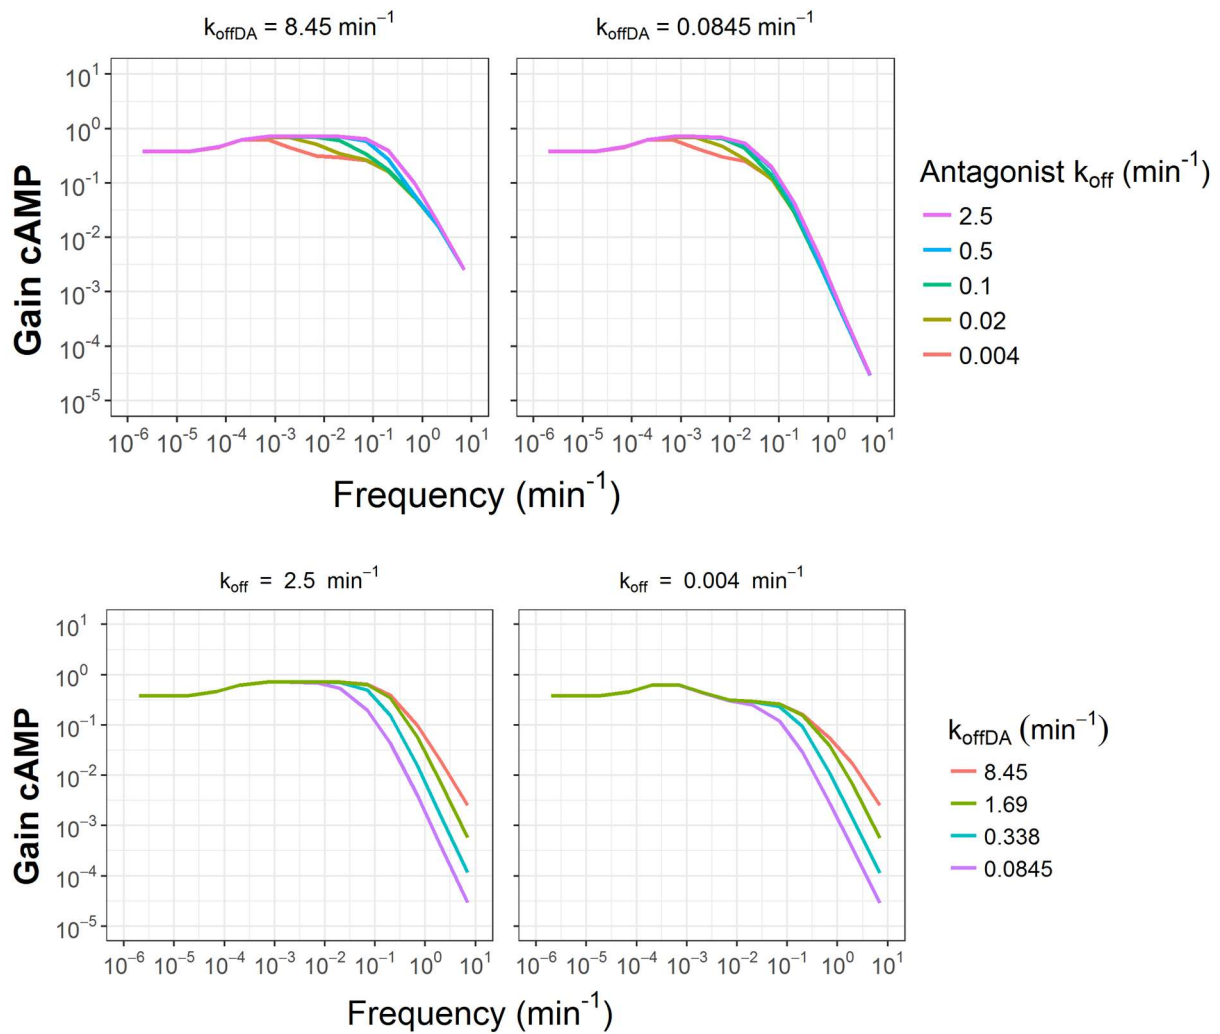 k_offDA = 8.45 min⁻¹
k_offDA = 0.0845 min⁻¹
Gain cAMP
10¹
10⁰
10⁻¹
10⁻²
10⁻³
10⁻⁴
10⁻⁵
10⁻⁶ 10⁻⁵ 10⁻⁴ 10⁻³ 10⁻² 10⁻¹ 10⁰ 10¹
10⁻⁶ 10⁻⁵ 10⁻⁴ 10⁻³ 10⁻² 10⁻¹ 10⁰ 10¹
Frequency (min⁻¹)
Antagonist k_off (min⁻¹)
2.5
0.5
0.1
0.02
0.004
k_off = 2.5 min⁻¹
k_off = 0.004 min⁻¹
Gain cAMP
10¹
10⁰
10⁻¹
10⁻²
10⁻³
10⁻⁴
10⁻⁵
10⁻⁶ 10⁻⁵ 10⁻⁴ 10⁻³ 10⁻² 10⁻¹ 10⁰ 10¹
10⁻⁶ 10⁻⁵ 10⁻⁴ 10⁻³ 10⁻² 10⁻¹ 10⁰ 10¹
Frequency (min⁻¹)
k_offDA (min⁻¹)
8.45
1.69
0.338
0.0845